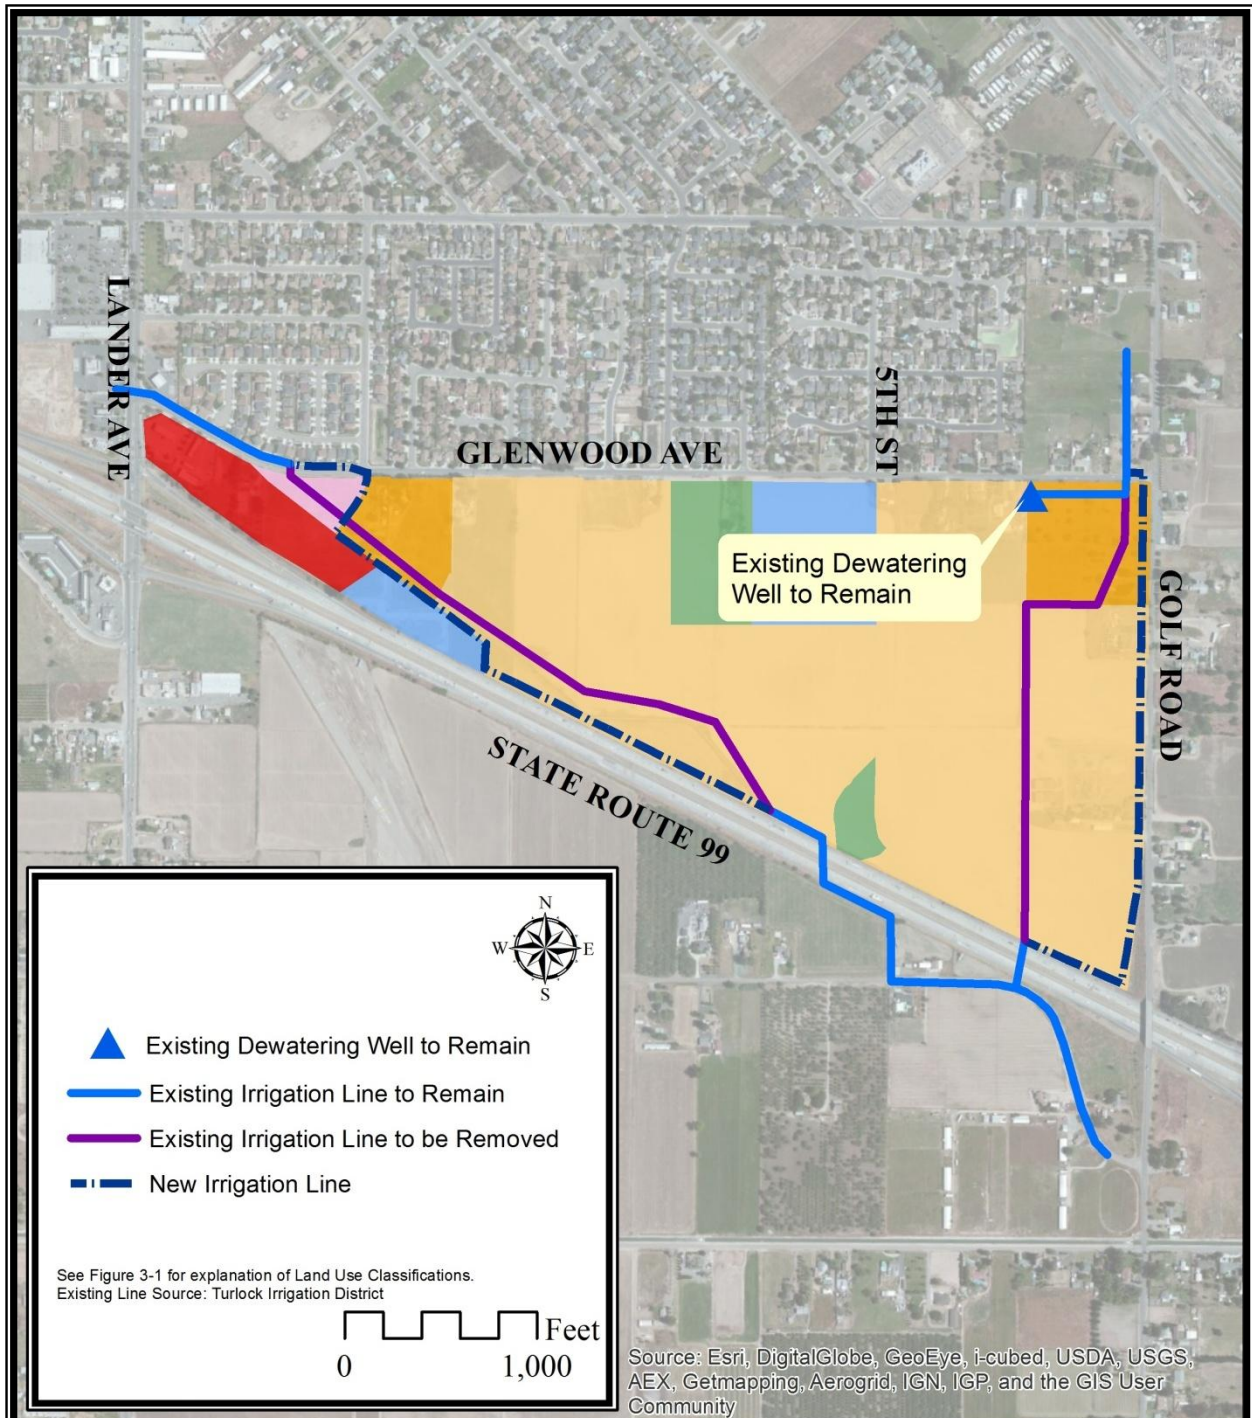 LANDER AVE
5TH ST
GLENWOOD AVE
Existing Dewatering
Well to Remain
GOLF ROAD
STATE ROUTE 99
N
W E
S
Existing Dewatering Well to Remain
Existing Irrigation Line to Remain
Existing Irrigation Line to be Removed
New Irrigation Line
See Figure 3-1 for explanation of Land Use Classifications.
Existing Line Source: Turlock Irrigation District
Feet
0 1,000
Source: Esri, DigitalGlobe, GeoEye, i-cubed, USDA, USGS,
AEX, Getmapping, Aerogrid, IGN, IGP, and the GIS User
Community